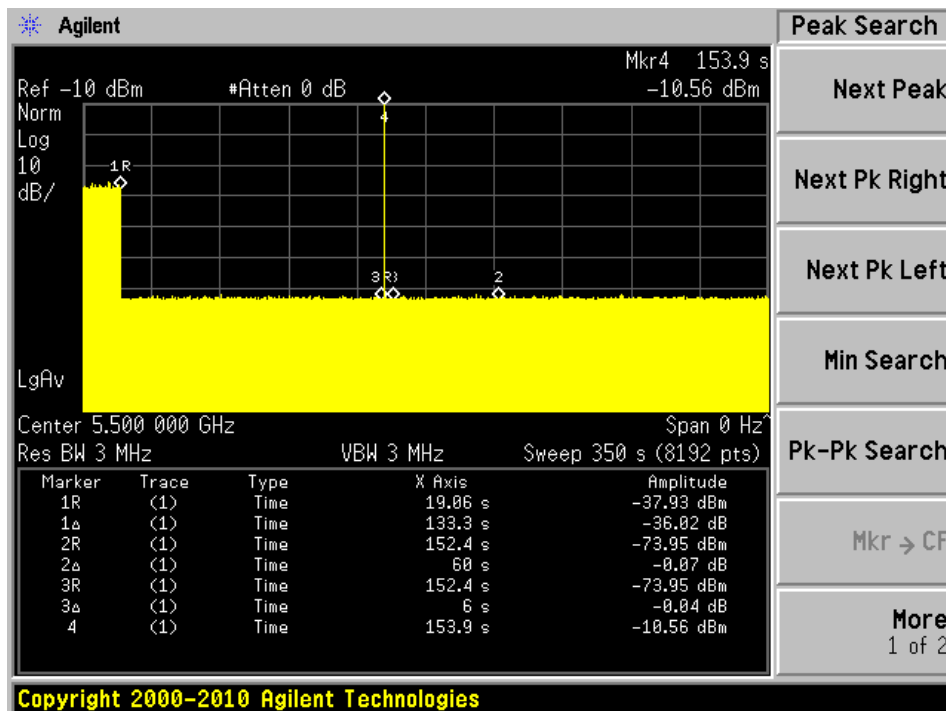 Agilent
Peak Search
Mkr4 153.9 s
Ref -10 dBm #Atten 0 dB -10.56 dBm
Norm
Log
10
dB/
4
1R
3 R3 2
LgAv
Center 5.500 000 GHz Span 0 Hz^
Res BW 3 MHz VBW 3 MHz Sweep 350 s (8192 pts)
Marker Trace Type X Axis Amplitude
1R (1) Time 19.06 s -37.93 dBm
1Δ (1) Time 133.3 s -36.02 dB
2R (1) Time 152.4 s -73.95 dBm
2Δ (1) Time 60 s -0.07 dB
3R (1) Time 152.4 s -73.95 dBm
3Δ (1) Time 6 s -0.04 dB
4 (1) Time 153.9 s -10.56 dBm
Next Peak
Next Pk Right
Next Pk Left
Min Search
Pk-Pk Search
Mkr → CF
More
1 of 2
Copyright 2000-2010 Agilent Technologies